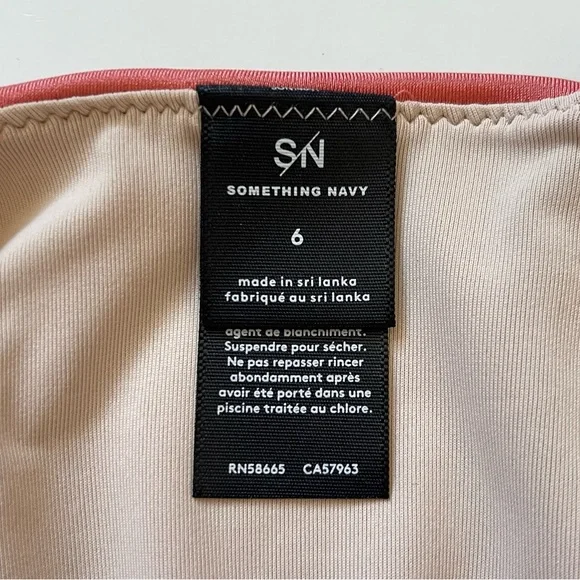 S/N
SOMETHING NAVY
6
made in sri lanka
fabriqué au sri lanka
agent de blanchiment.
Suspendre pour sécher.
Ne pas repasser rincer
abondamment après
avoir été porté dans une
piscine traitée au chlore.
RN58665 CA57963